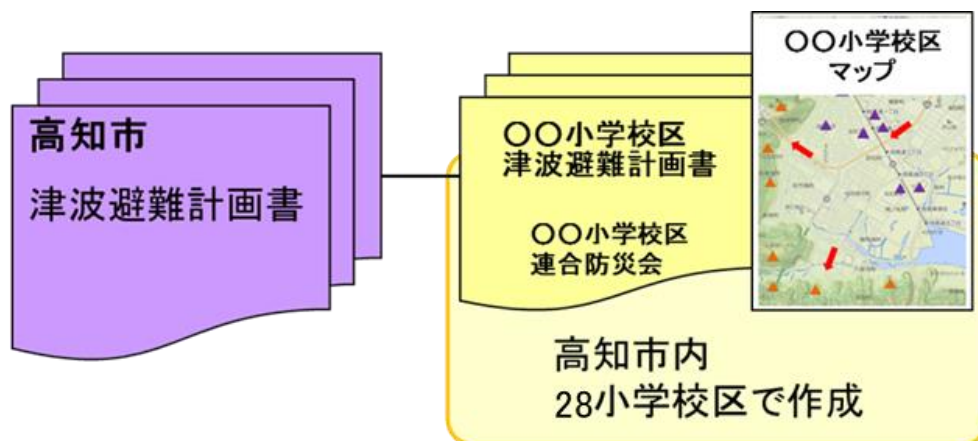 高知市
津波避難計画書
〇〇小学校区
津波避難計画書
〇〇小学校区
連合防災会
〇〇小学校区
マップ
高知市内
28小学校区で作成